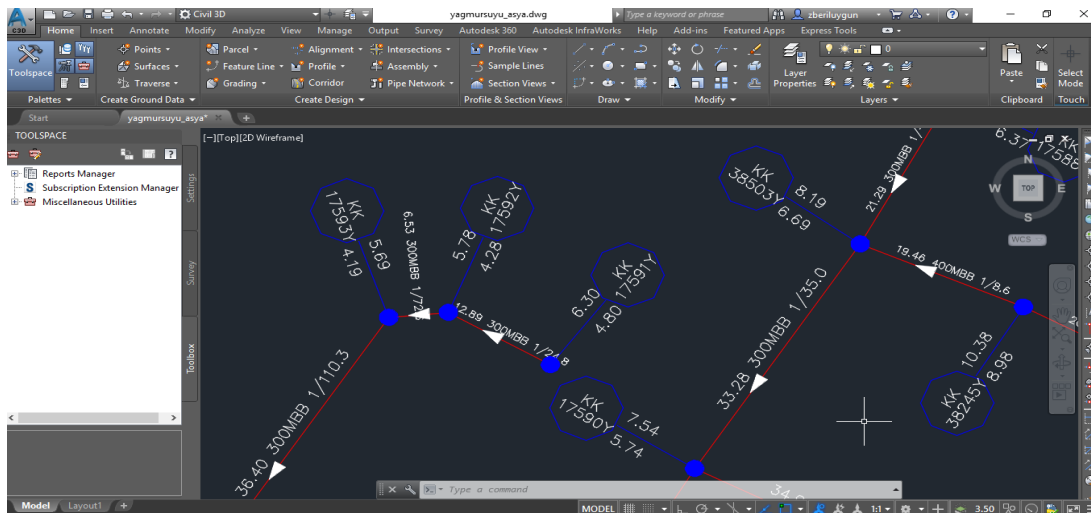 Civil 3D
yagmursuyu_asya.dwg
Type a keyword or phrase
zberiluygun
C3D
Home Insert Annotate Modify Analyze View Manage Output Survey Autodesk 360 Autodesk InfraWorks Help Add-ins Featured Apps Express Tools
Toolspace
Points
Surfaces
Traverse
Parcel
Feature Line
Grading
Alignment
Profile
Corridor
Intersections
Assembly
Pipe Network
Profile View
Sample Lines
Section Views
Layer
Properties
0
Paste
Select
Mode
Palettes
Create Ground Data
Create Design
Profile & Section Views
Draw
Modify
Layers
Clipboard
Touch
Start
yagmursuyu_asya*
TOOLSPACE
Reports Manager
Subscription Extension Manager
Miscellaneous Utilities
Settings
Survey
Toolbox
[−][Top][2D Wireframe]
KK
17593Y
5.69
4.19
6.53 300MBB
KK
17592Y
5.78
4.28
12.89 300MBB
KK
17591Y
6.30
4.80
KK
17590Y
7.54
5.74
36.40 300MBB 1/110.3
KK
38503Y
8.19
6.69
21.29 300MBB
33.28 300MBB 1/35.0
19.46 400MBB 1/8.6
KK
38245Y
10.38
8.98
6.37
N
W TOP E
S
WCS
Type a command
Model Layout1
MODEL
1:1
3.50